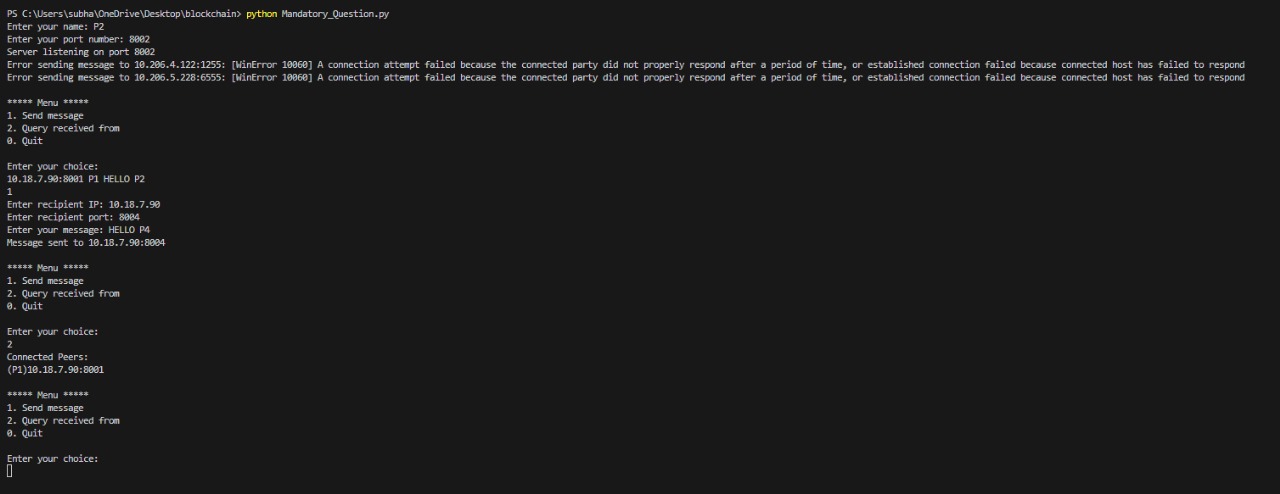 PS C:\Users\subha\OneDrive\Desktop\blockchain> python Mandatory_Question.py
Enter your name: P2
Enter your port number: 8002
Server listening on port 8002
Error sending message to 10.206.4.122:1255: [WinError 10060] A connection attempt failed because the connected party did not properly respond after a period of time, or established connection failed because connected host has failed to respond
Error sending message to 10.206.5.228:6555: [WinError 10060] A connection attempt failed because the connected party did not properly respond after a period of time, or established connection failed because connected host has failed to respond
***** Menu *****
1. Send message
2. Query received from
0. Quit
Enter your choice:
10.18.7.90:8001 P1 HELLO P2
1
Enter recipient IP: 10.18.7.90
Enter recipient port: 8004
Enter your message: HELLO P4
Message sent to 10.18.7.90:8004
***** Menu *****
1. Send message
2. Query received from
0. Quit
Enter your choice:
2
Connected Peers:
(P1)10.18.7.90:8001
***** Menu *****
1. Send message
2. Query received from
0. Quit
Enter your choice: